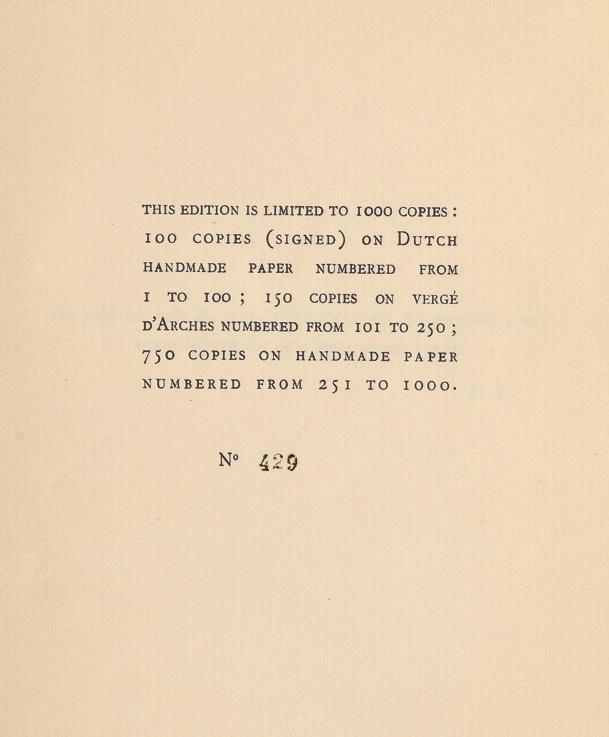 THIS EDITION IS LIMITED TO 1000 COPIES :
100 COPIES (SIGNED) ON DUTCH
HANDMADE PAPER NUMBERED FROM
1 TO 100 ; 150 COPIES ON VERGÉ
D'ARCHES NUMBERED FROM 101 TO 250 ;
750 COPIES ON HANDMADE PAPER
NUMBERED FROM 251 TO 1000.
Nº 429